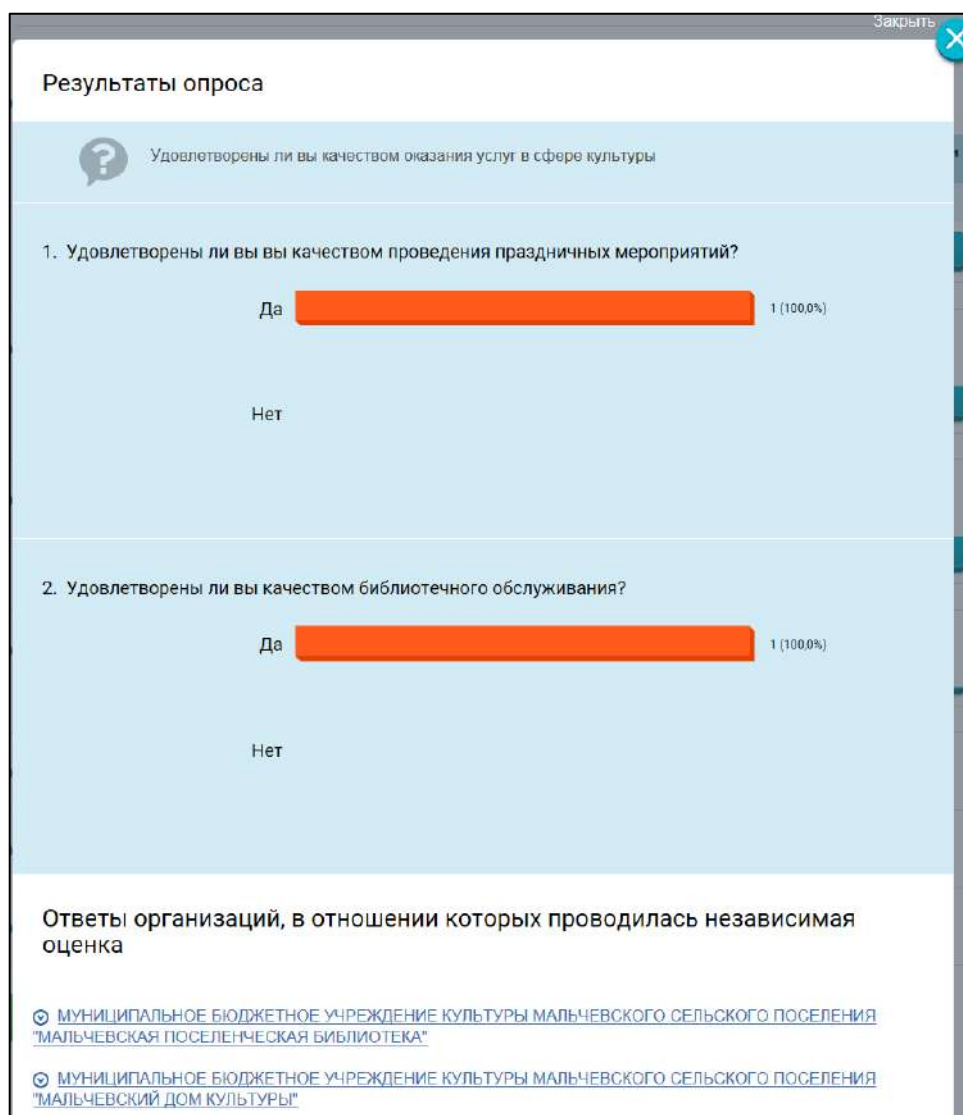 Закрыть
Результаты опроса
Удовлетворены ли вы качеством оказания услуг в сфере культуры
1. Удовлетворены ли вы вы качеством проведения праздничных мероприятий?
Да 1 (100,0%)
Нет
2. Удовлетворены ли вы качеством библиотечного обслуживания?
Да 1 (100,0%)
Нет
Ответы организаций, в отношении которых проводилась независимая
оценка
МУНИЦИПАЛЬНОЕ БЮДЖЕТНОЕ УЧРЕЖДЕНИЕ КУЛЬТУРЫ МАЛЬЧЕВСКОГО СЕЛЬСКОГО ПОСЕЛЕНИЯ
"МАЛЬЧЕВСКАЯ ПОСЕЛЕНЧЕСКАЯ БИБЛИОТЕКА"
МУНИЦИПАЛЬНОЕ БЮДЖЕТНОЕ УЧРЕЖДЕНИЕ КУЛЬТУРЫ МАЛЬЧЕВСКОГО СЕЛЬСКОГО ПОСЕЛЕНИЯ
"МАЛЬЧЕВСКИЙ ДОМ КУЛЬТУРЫ"